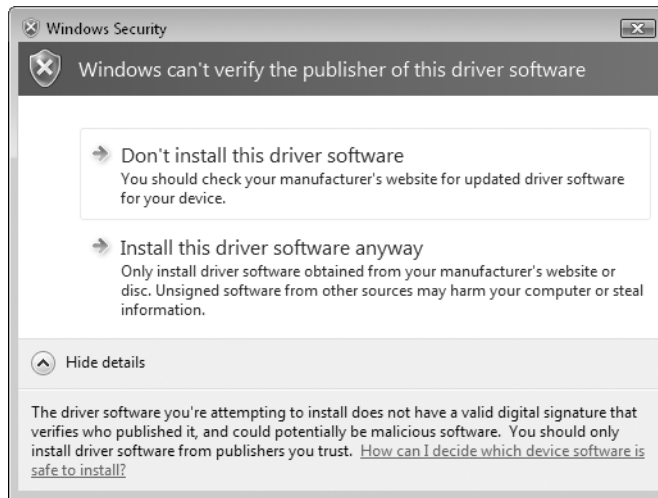 Windows Security
Windows can't verify the publisher of this driver software
Don't install this driver software
You should check your manufacturer's website for updated driver software
for your device.
Install this driver software anyway
Only install driver software obtained from your manufacturer's website or
disc. Unsigned software from other sources may harm your computer or steal
information.
Hide details
The driver software you're attempting to install does not have a valid digital signature that
verifies who published it, and could potentially be malicious software.  You should only
install driver software from publishers you trust.  How can I decide which device software is
safe to install?